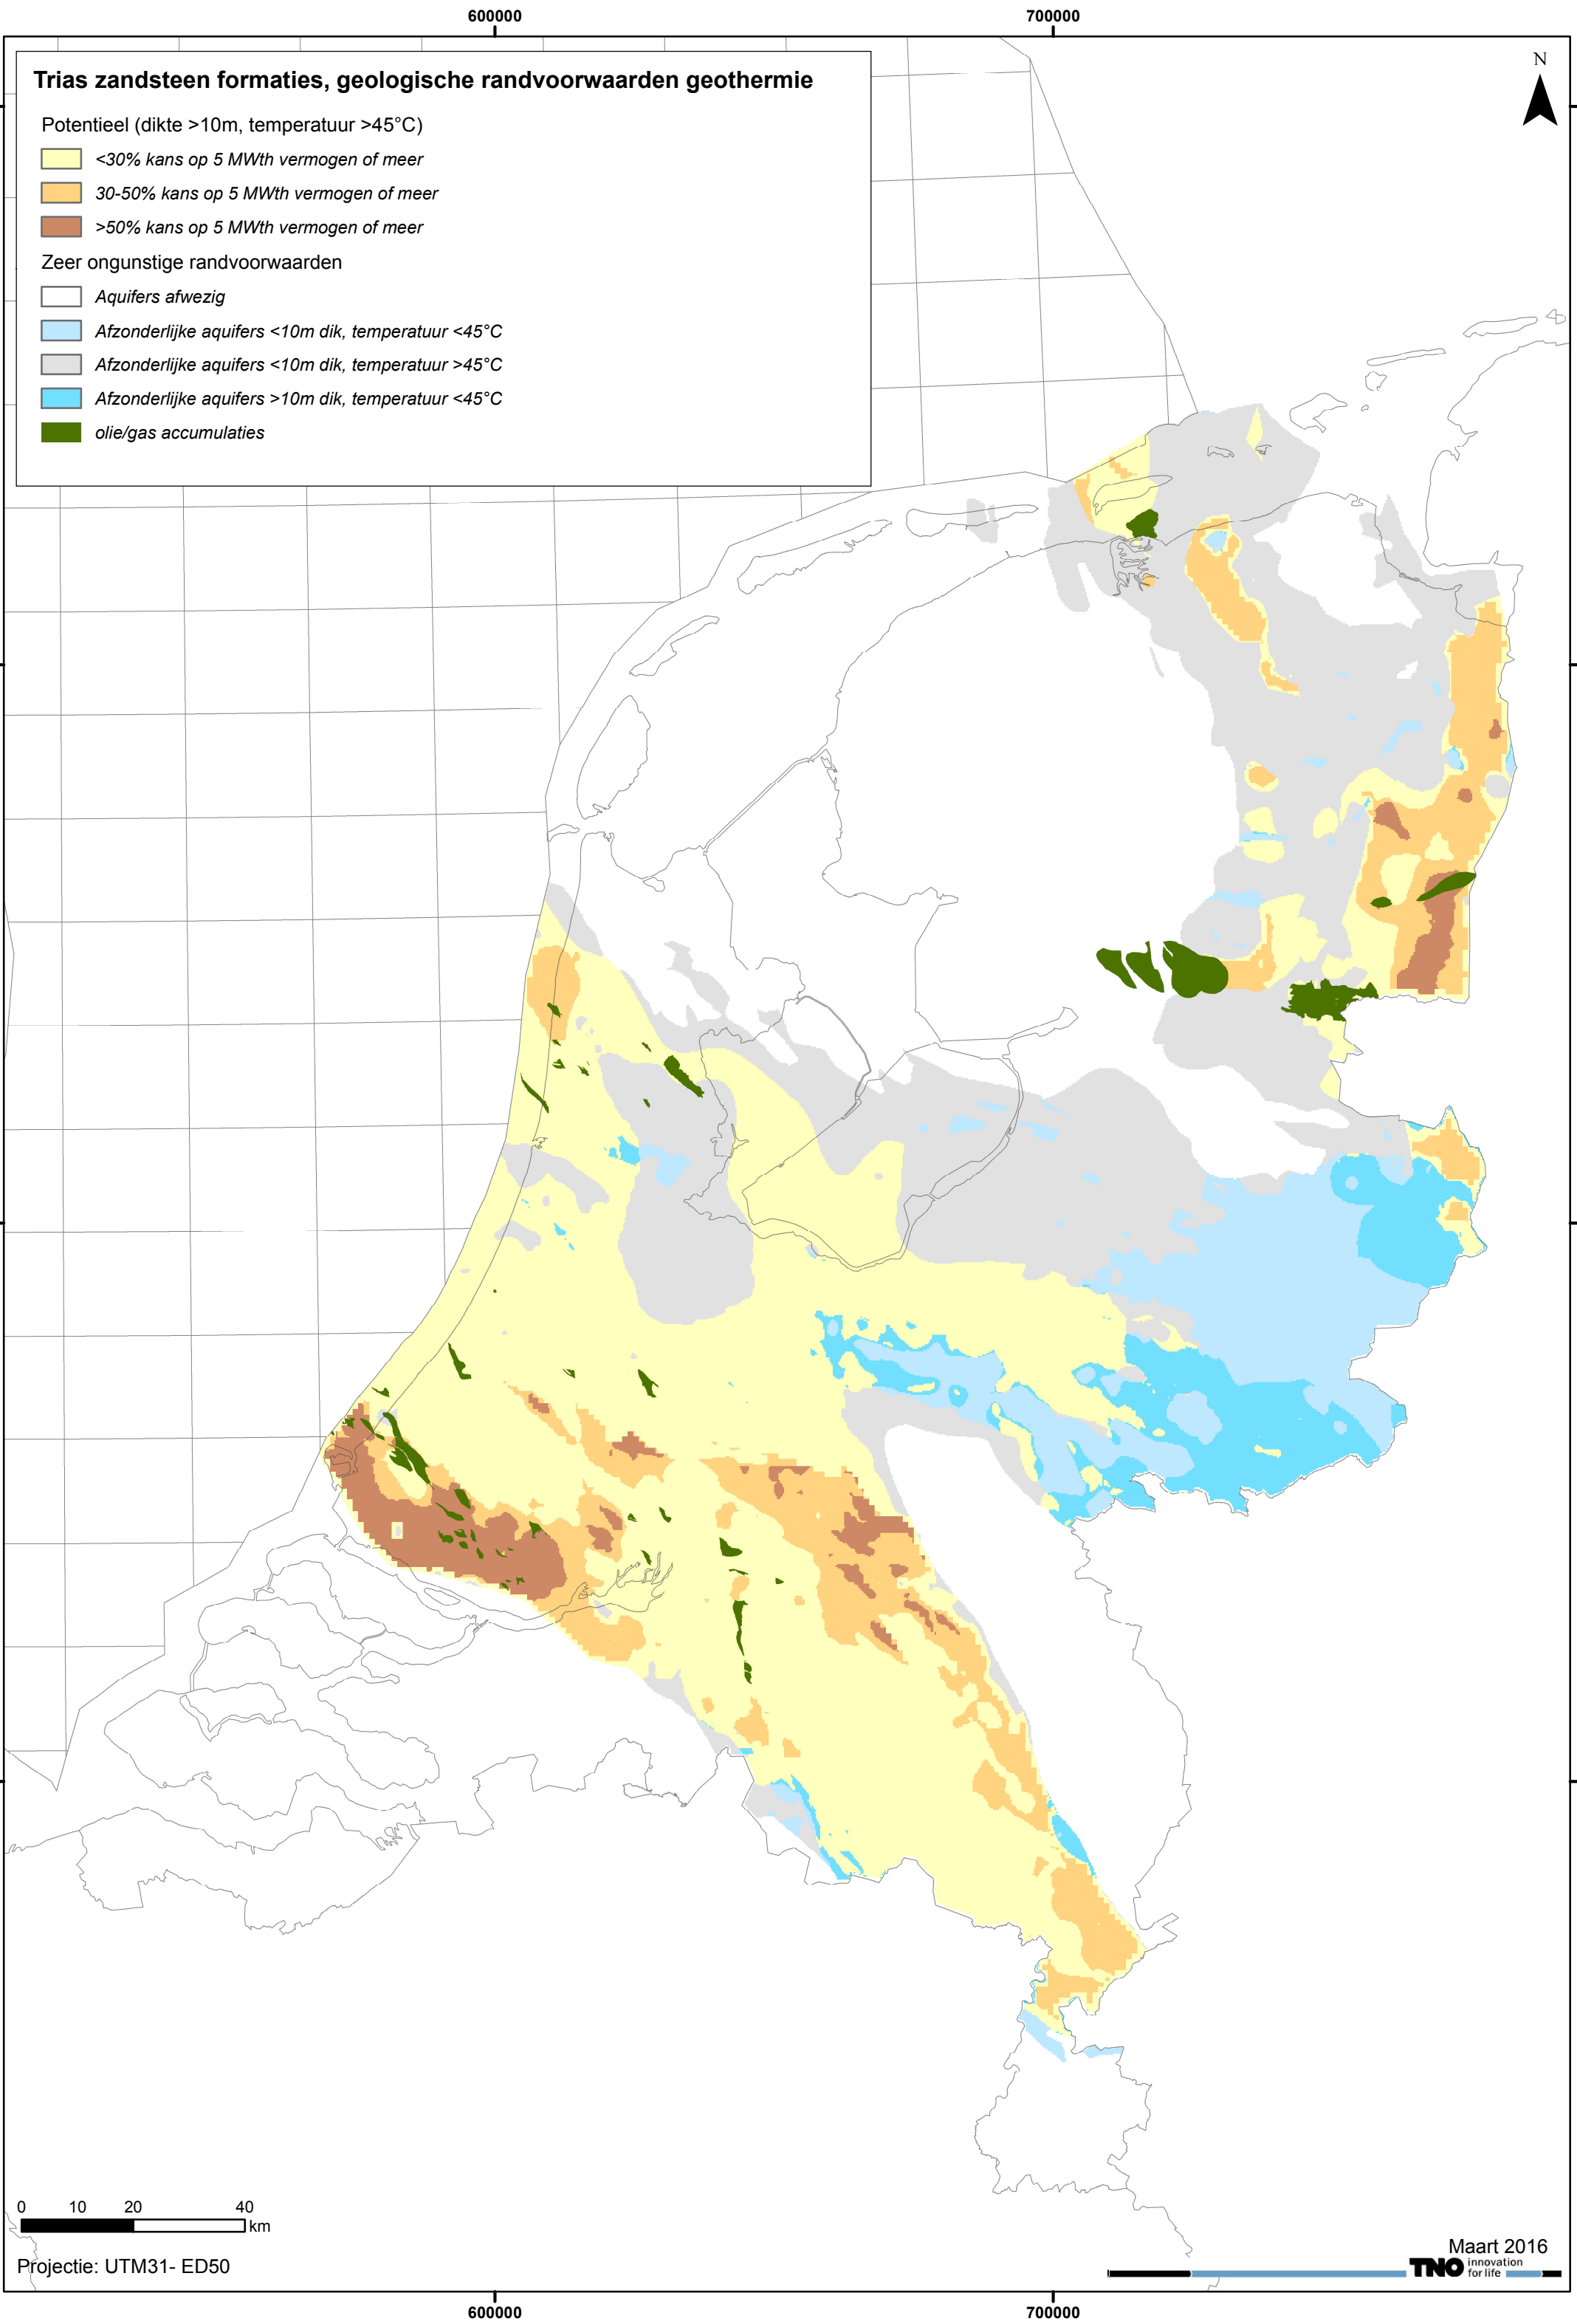 600000
700000
Trias zandsteen formaties, geologische randvoorwaarden geothermie
Potentieel (dikte >10m, temperatuur >45°C)
<30% kans op 5 MWth vermogen of meer
30-50% kans op 5 MWth vermogen of meer
>50% kans op 5 MWth vermogen of meer
Zeer ongunstige randvoorwaarden
Aquifers afwezig
Afzonderlijke aquifers <10m dik, temperatuur <45°C
Afzonderlijke aquifers <10m dik, temperatuur >45°C
Afzonderlijke aquifers >10m dik, temperatuur <45°C
olie/gas accumulaties
N
0 10 20 40
km
Projectie: UTM31- ED50
Maart 2016
TNO innovation
for life
600000
700000